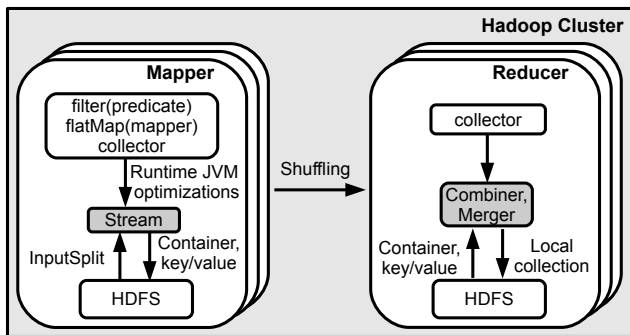 Hadoop Cluster
Mapper
filter(predicate)
flatMap(mapper)
collector
Runtime JVM
optimizations
Stream
InputSplit
Container,
key/value
HDFS
Shuffling
Reducer
collector
Combiner,
Merger
Container,
key/value
Local
collection
HDFS